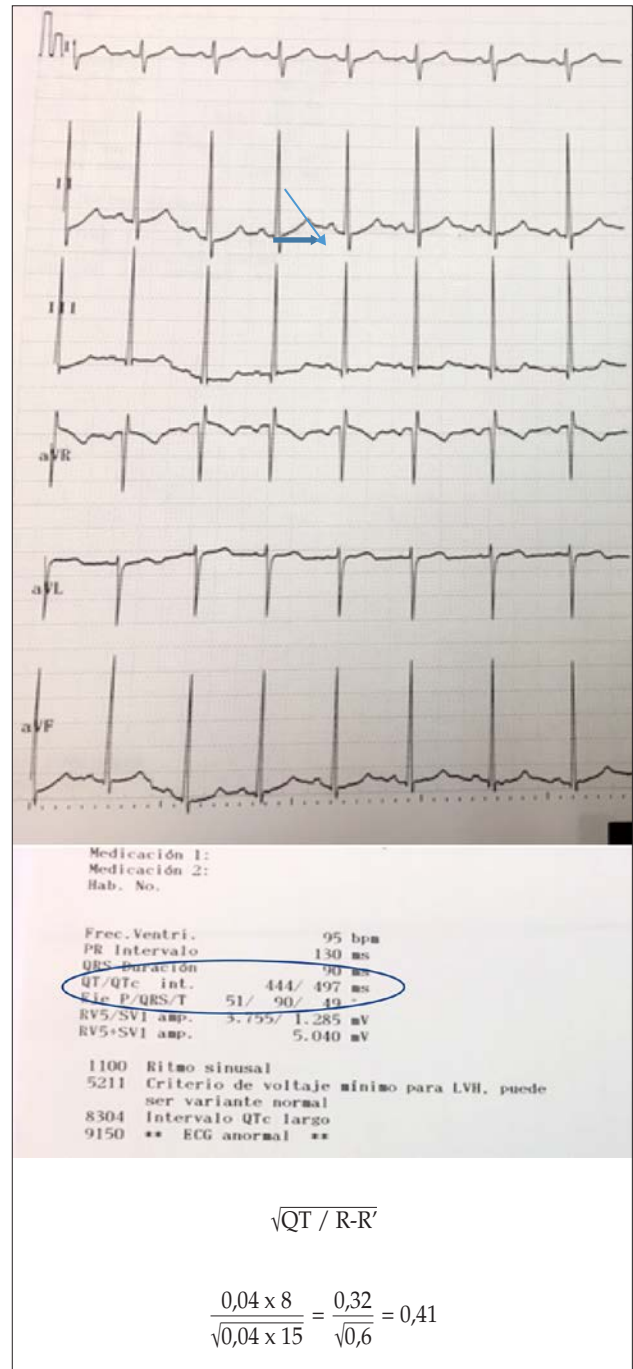 I
II
III
aVR
aVL
aVF
Medicación 1:
Medicación 2:
Hab. No.
Frec.Ventri. 95 bpm
PR Intervalo 130 ms
QRS Duración 90 ms
QT/QTc int. 444/ 497 ms
Eje P/QRS/T 51/ 90/ 49 °
RV5/SV1 amp. 3.755/ 1.285 mV
RV5+SV1 amp. 5.040 mV
1100 Ritmo sinusal
5211 Criterio de voltaje mínimo para LVH, puede
ser variante normal
8304 Intervalo QTc largo
9150 ** ECG anormal **
√QT / R-R′
0,04 x 8 / √0,04 x 15 = 0,32 / √0,6 = 0,41